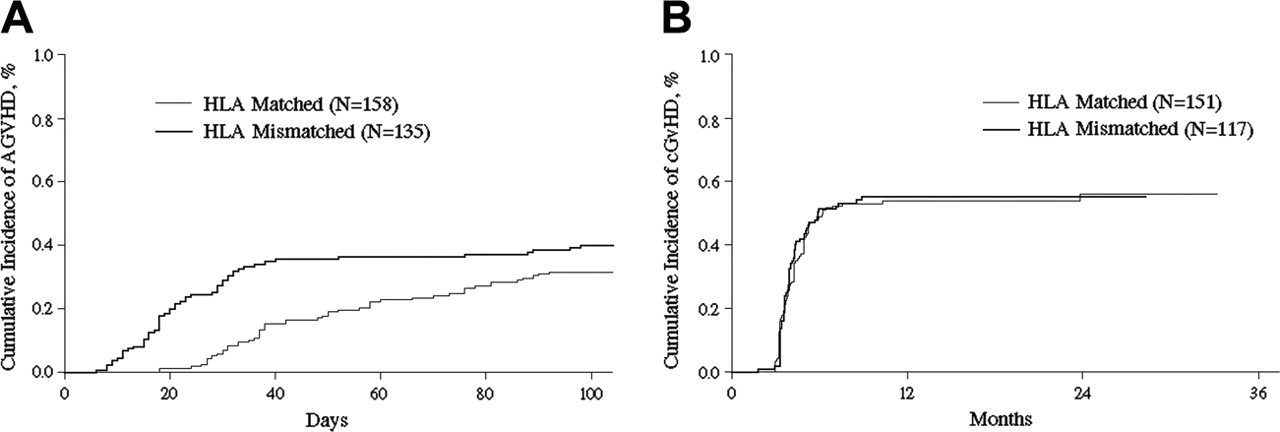 A
Cumulative Incidence of AGVHD, %
1.0
0.8
0.6
0.4
0.2
0.0
HLA Matched (N=158)
HLA Mismatched (N=135)
0 20 40 60 80 100
Days
B
Cumulative Incidence of cGvHD, %
1.0
0.8
0.6
0.4
0.2
0.0
HLA Matched (N=151)
HLA Mismatched (N=117)
0 12 24 36
Months